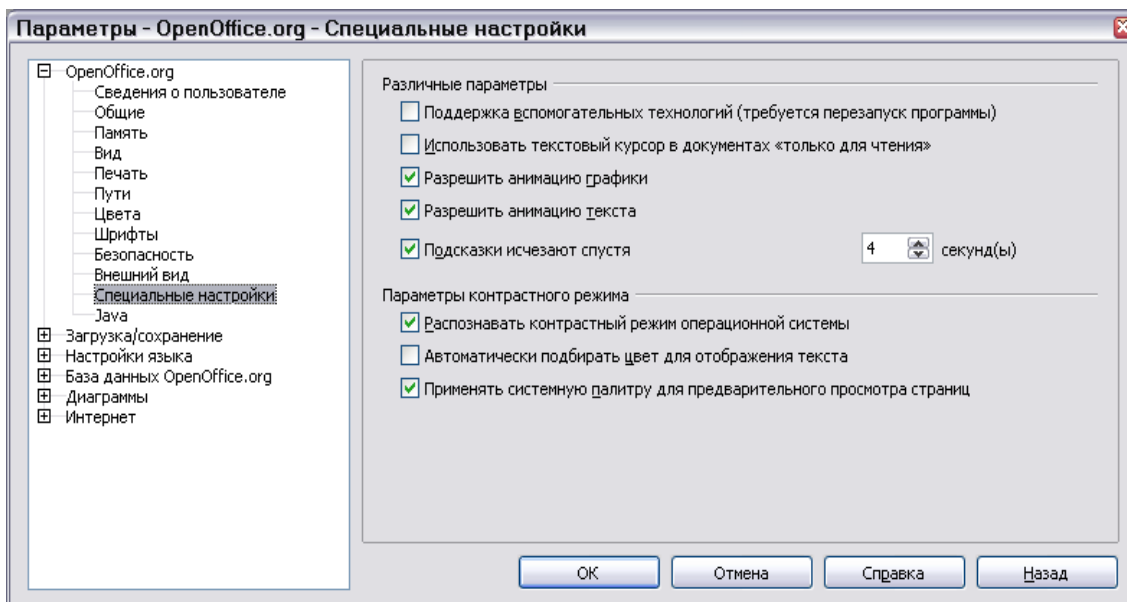 Параметры - OpenOffice.org - Специальные настройки
OpenOffice.org
Сведения о пользователе
Общие
Память
Вид
Печать
Пути
Цвета
Шрифты
Безопасность
Внешний вид
Специальные настройки
Java
Загрузка/сохранение
Настройки языка
База данных OpenOffice.org
Диаграммы
Интернет
Различные параметры
Поддержка вспомогательных технологий (требуется перезапуск программы)
Использовать текстовый курсор в документах «только для чтения»
Разрешить анимацию графики
Разрешить анимацию текста
Подсказки исчезают спустя 4 секунд(ы)
Параметры контрастного режима
Распознавать контрастный режим операционной системы
Автоматически подбирать цвет для отображения текста
Применять системную палитру для предварительного просмотра страниц
ОК Отмена Справка Назад